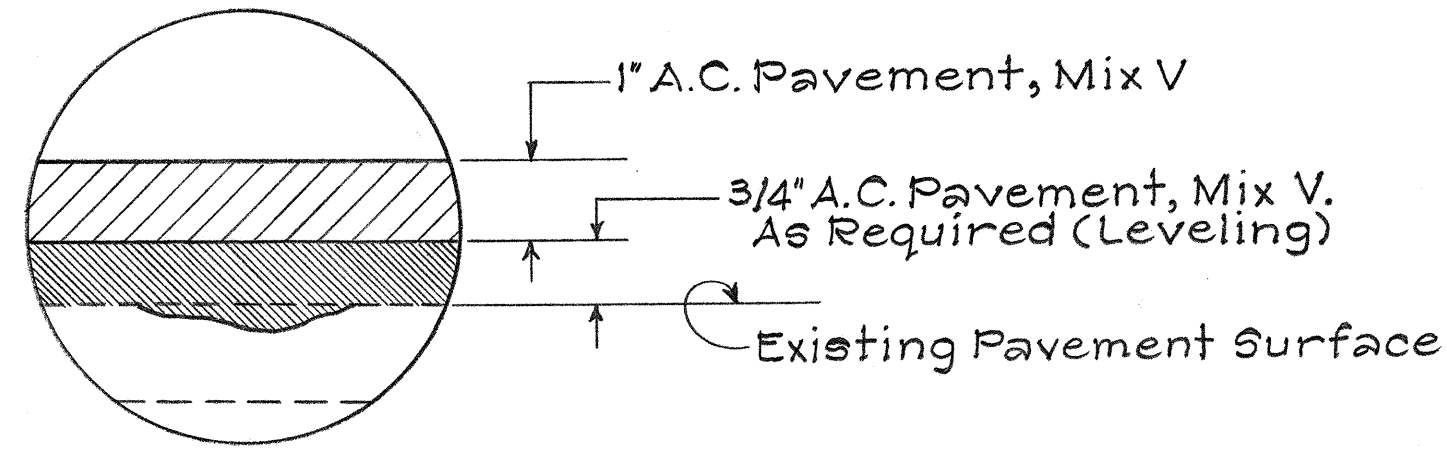 1" A.C. Pavement, Mix V
3/4" A.C. Pavement, Mix V.
As Required (Leveling)
Existing Pavement Surface